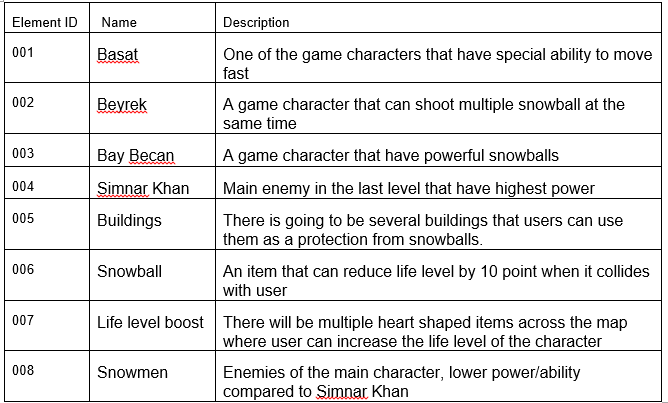 Element ID Name Description
001 Basat One of the game characters that have special ability to move
fast
002 Beyrek A game character that can shoot multiple snowball at the
same time
003 Bay Becan A game character that have powerful snowballs
004 Simnar Khan Main enemy in the last level that have highest power
005 Buildings There is going to be several buildings that users can use
them as a protection from snowballs.
006 Snowball An item that can reduce life level by 10 point when it collides
with user
007 Life level boost There will be multiple heart shaped items across the map
where user can increase the life level of the character
008 Snowmen Enemies of the main character, lower power/ability
compared to Simnar Khan